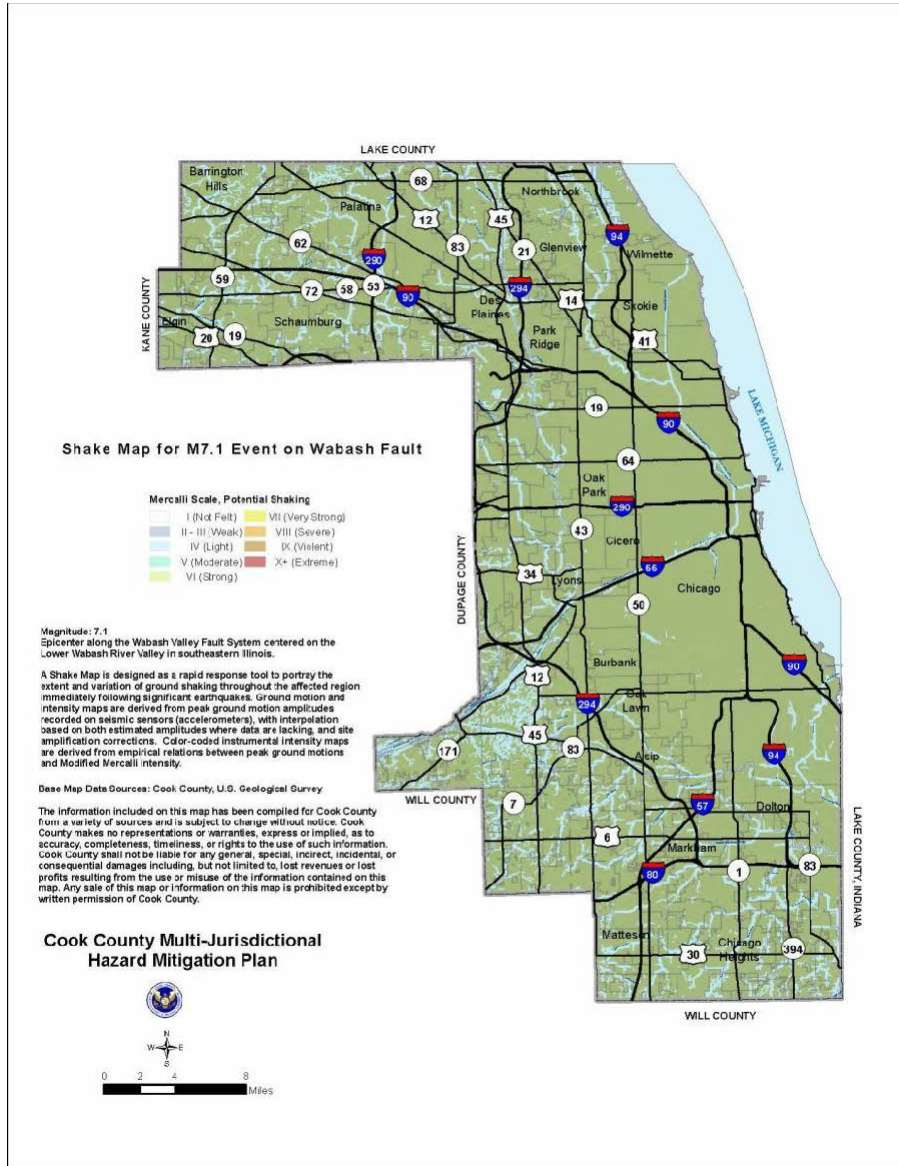 LAKE COUNTY
Barrington
Hills
68
Northbrook
Palatine
12
45
94
62
83
21
Glenview
Wilmette
290
59
294
72
58
53
90
Des
Plaines
14
Skokie
KANE COUNTY
Elgin
Schaumburg
20
19
Park
Ridge
41
LAKE MICHIGAN
19
90
Shake Map for M7.1 Event on Wabash Fault
64
Oak
Park
Mercalli Scale, Potential Shaking
I (Not Felt) VII (Very Strong)
II - III (Weak) VIII (Severe)
IV (Light) IX (Violent)
V (Moderate) X+ (Extreme)
VI (Strong)
290
43
Cicero
DUPAGE COUNTY
34
Lyons
Chicago
50
Magnitude: 7.1
Epicenter along the Wabash Valley Fault System centered on the
Lower Wabash River Valley in southeastern Illinois.
A Shake Map is designed as a rapid response tool to portray the
extent and variation of ground shaking throughout the affected region
immediately following significant earthquakes. Ground motion and
intensity maps are derived from peak ground motion amplitudes
recorded on seismic sensors (accelerometers), with interpolation
based on both estimated amplitudes where data are lacking, and site
amplification corrections. Color-coded instrumental intensity maps
are derived from empirical relations between peak ground motions
and Modified Mercalli intensity.
Base Map Data Sources: Cook County, U.S. Geological Survey
The information included on this map has been compiled for Cook County
from a variety of sources and is subject to change without notice. Cook
County makes no representations or warranties, express or implied, as to
accuracy, completeness, timeliness, or rights to the use of such information.
Cook County shall not be liable for any general, special, indirect, incidental, or
consequential damages including, but not limited to, lost revenues or lost
profits resulting from the use or misuse of the information contained on this
map. Any sale of this map or information on this map is prohibited except by
written permission of Cook County.
Burbank
90
12
294
Oak
Lawn
45
94
171
83
Alsip
WILL COUNTY
7
57
Dolton
6
Markham
80
1
83
LAKE COUNTY, INDIANA
Matteson
30
Chicago
Heights
394
WILL COUNTY
Cook County Multi-Jurisdictional
Hazard Mitigation Plan
N
W E
S
0 2 4 8
Miles